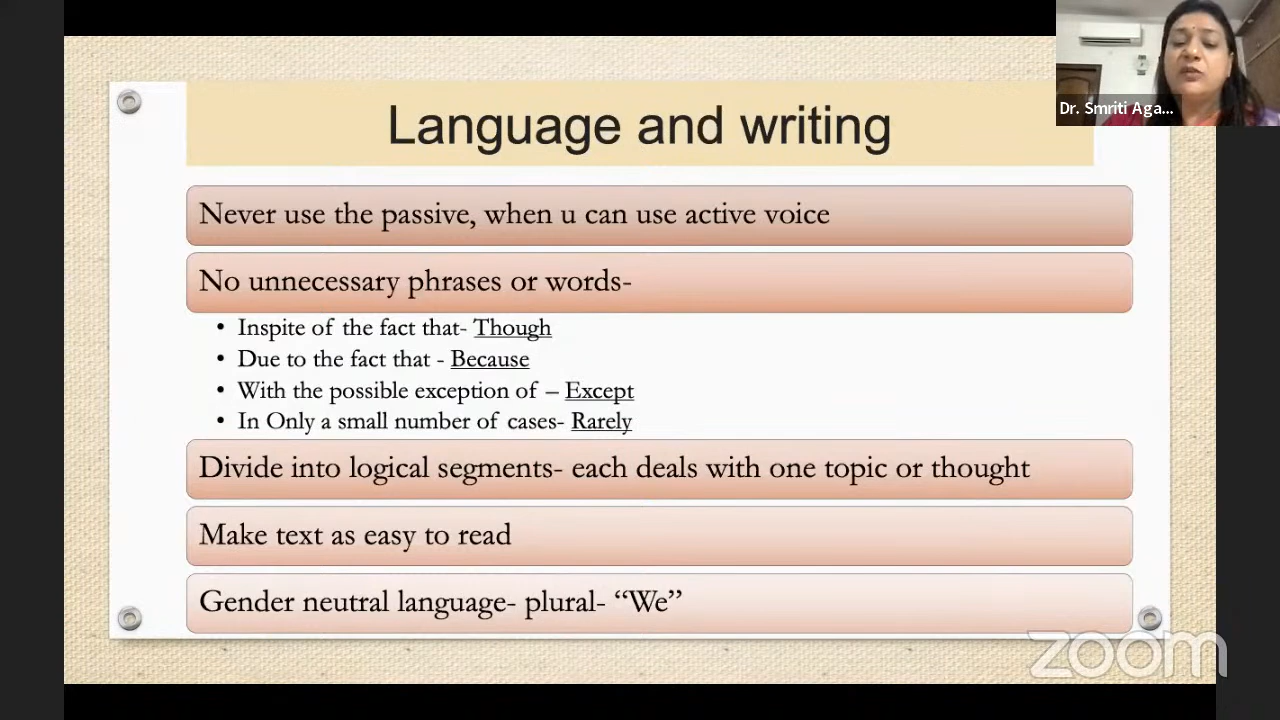 Dr. Smriti Aga...
Language and writing
Never use the passive, when u can use active voice
No unnecessary phrases or words-
• Inspite of the fact that- Though
• Due to the fact that - Because
• With the possible exception of – Except
• In Only a small number of cases- Rarely
Divide into logical segments- each deals with one topic or thought
Make text as easy to read
Gender neutral language- plural- “We”
zoom